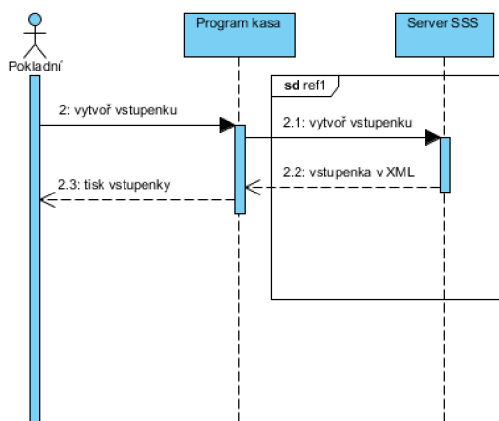 Program kasa
Server SSS
Pokladní
sd ref1
2: vytvoř vstupenku
2.1: vytvoř vstupenku
2.2: vstupenka v XML
2.3: tisk vstupenky